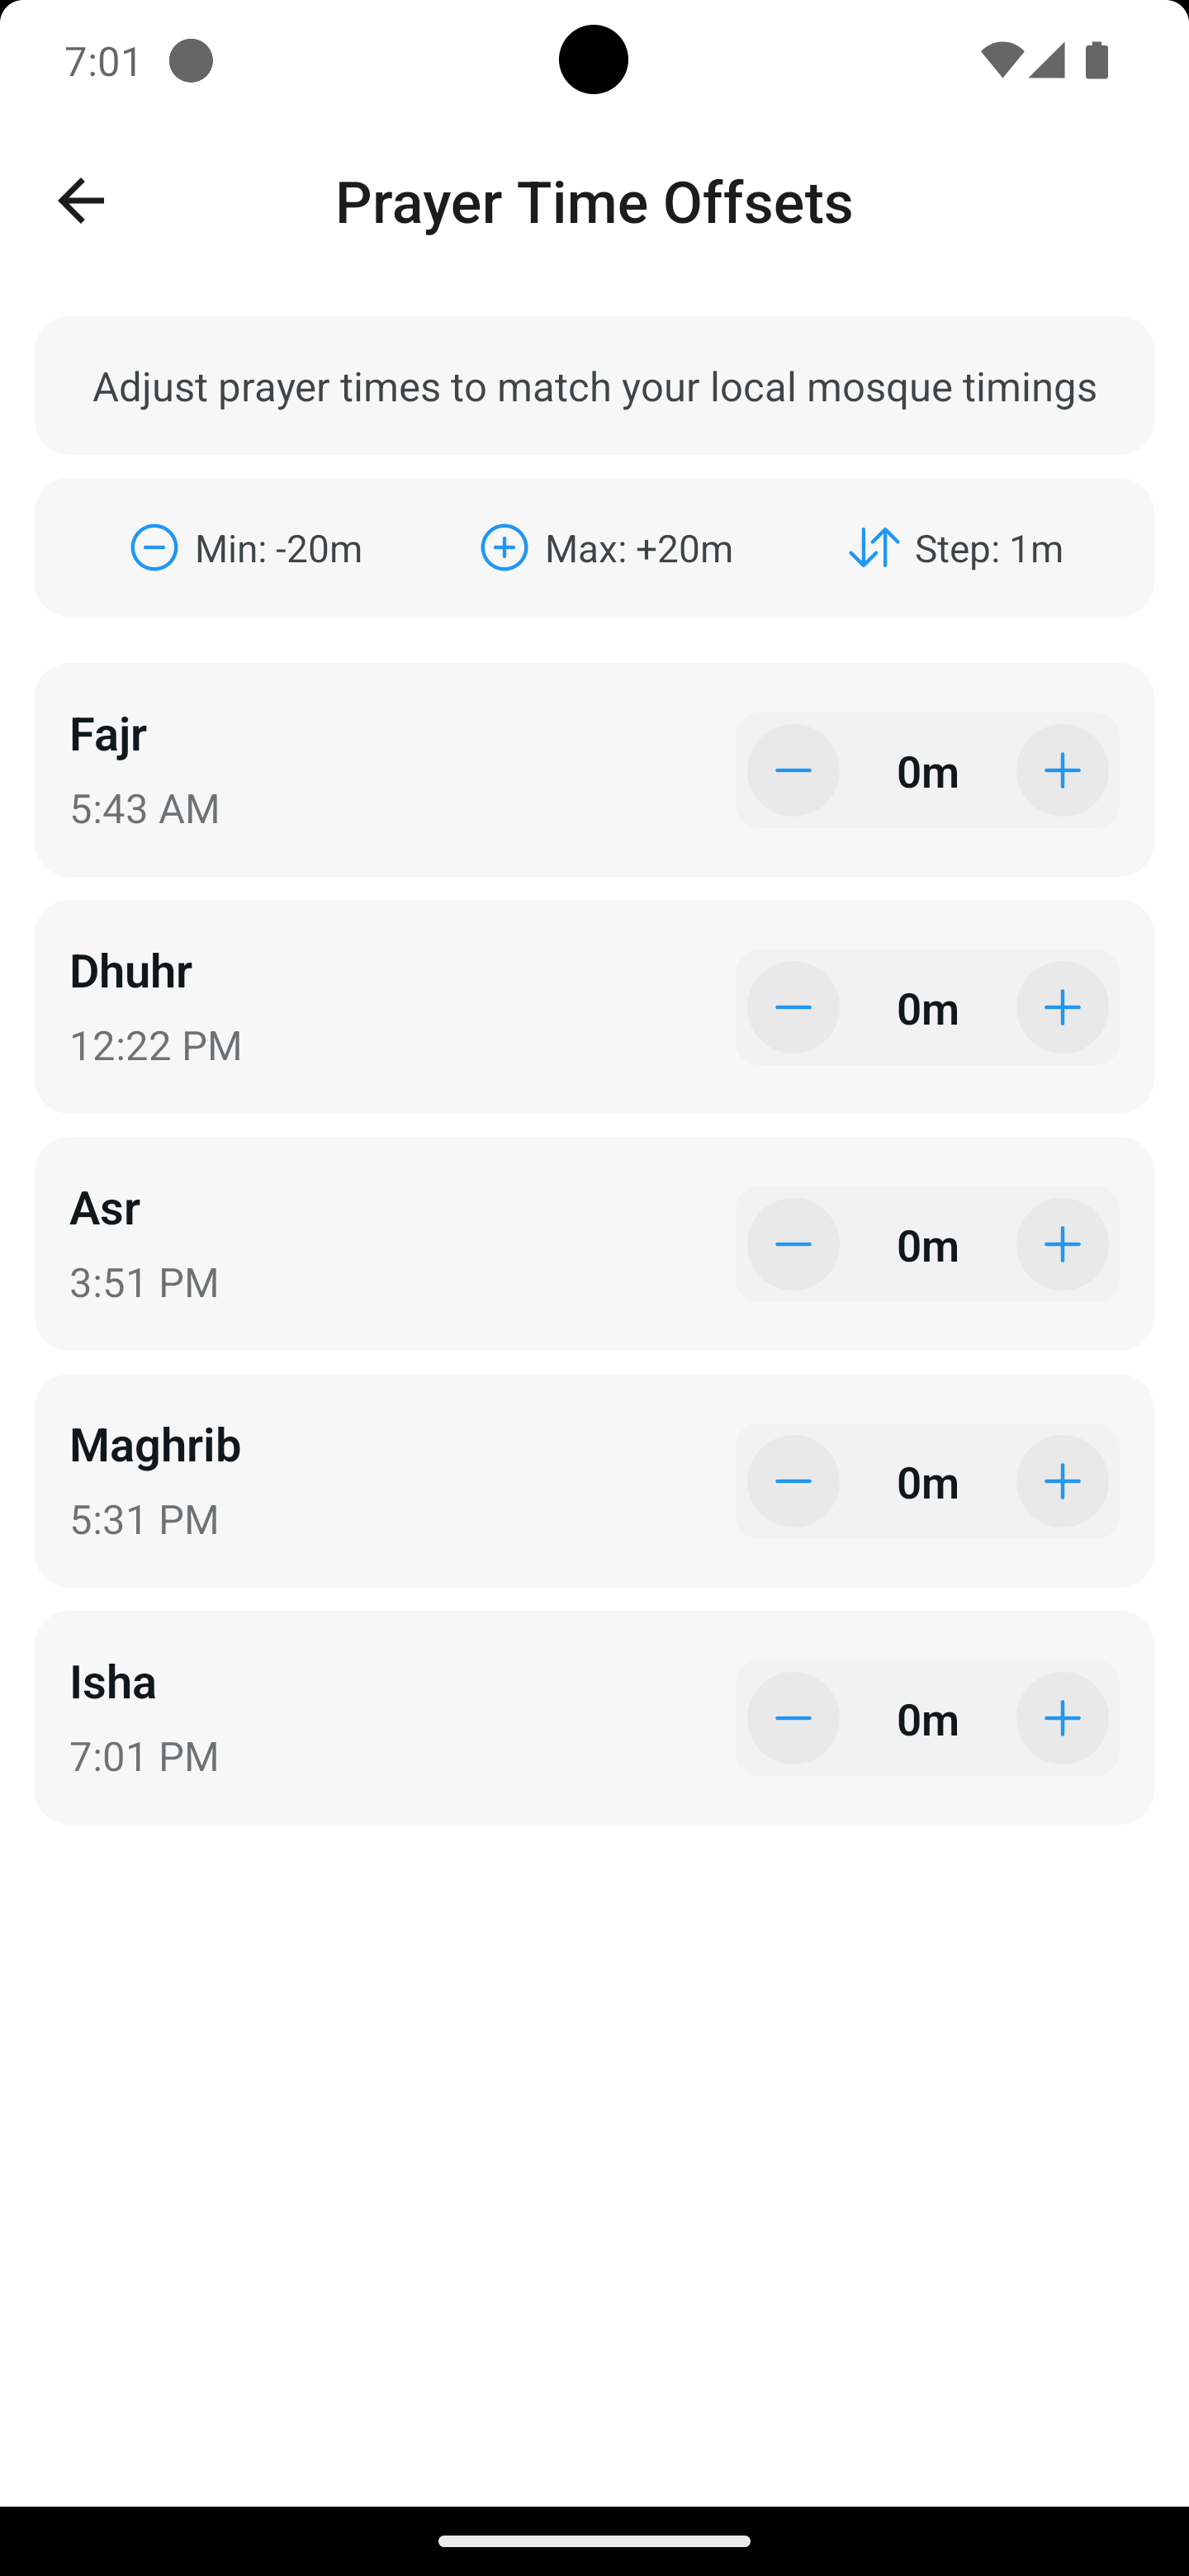 7:01
Prayer Time Offsets
Adjust prayer times to match your local mosque timings
Min: -20m Max: +20m Step: 1m
Fajr
5:43 AM
0m
Dhuhr
12:22 PM
0m
Asr
3:51 PM
0m
Maghrib
5:31 PM
0m
Isha
7:01 PM
0m